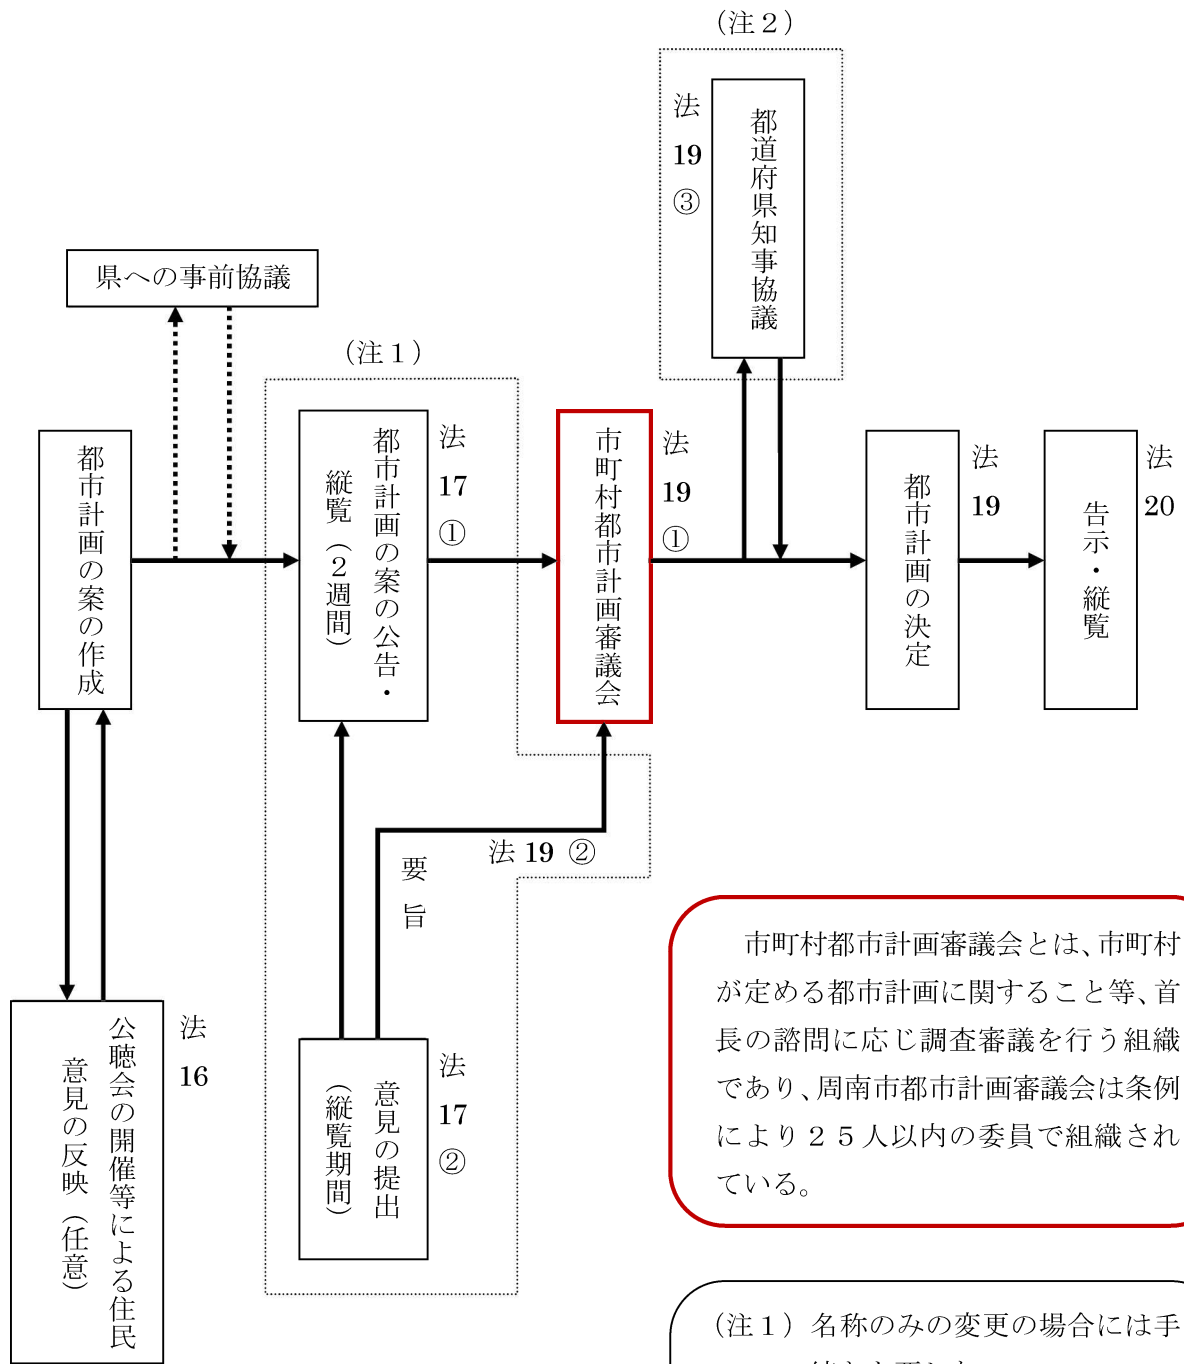 （注２）
法
19
③
都道府県知事協議
県への事前協議
（注１）
都市計画の案の作成
都市計画の案の公告・
縦覧（２週間）
法
17
①
市町村都市計画審議会
法
19
①
都市計画の決定
法
19
告示・縦覧
法
20
法 19 ②
要
旨
公聴会の開催等による住民
意見の反映（任意）
法
16
意見の提出
（縦覧期間）
法
17
②
市町村都市計画審議会とは、市町村
が定める都市計画に関すること等、首
長の諮問に応じ調査審議を行う組織
であり、周南市都市計画審議会は条例
により２５人以内の委員で組織され
ている。
（注１）名称のみの変更の場合には手